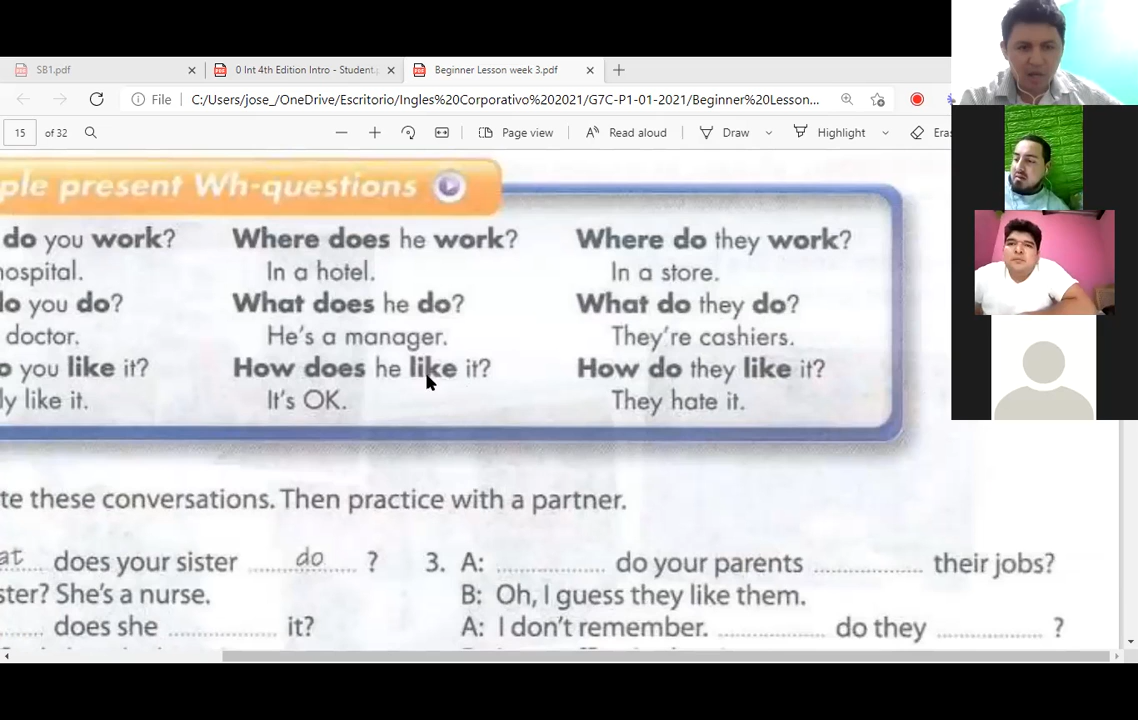 SB1.pdf
0 Int 4th Edition Intro - Student.
Beginner Lesson week 3.pdf
File
C:/Users/jose_/OneDrive/Escritorio/Ingles%20Corporativo%202021/G7C-P1-01-2021/Beginner%20Lesson...
15 of 32
Page view
Read aloud
Draw
Highlight
Eras
ple present Wh-questions
do you work?
Where does he work?
Where do they work?
hospital.
In a hotel.
In a store.
do you do?
What does he do?
What do they do?
doctor.
He's a manager.
They're cashiers.
o you like it?
How does he like it?
How do they like it?
ly like it.
It's OK.
They hate it.
te these conversations. Then practice with a partner.
at does your sister do ?
ster? She's a nurse.
does she it?
3. A: do your parents their jobs?
B: Oh, I guess they like them.
A: I don't remember. do they ?